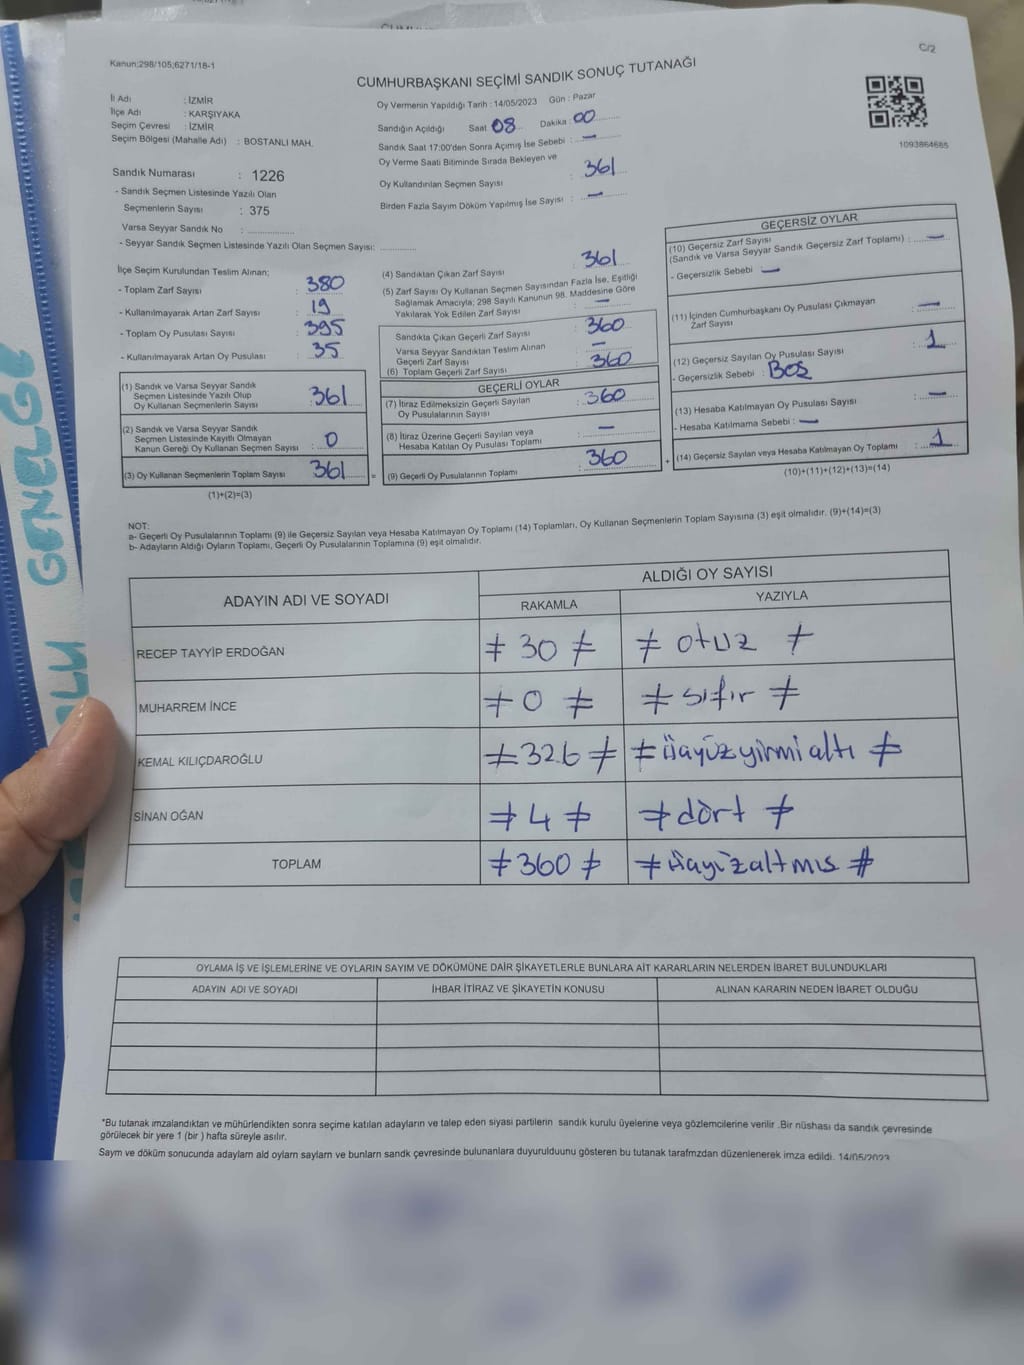 C/2
Kanun;298/105;6271/18-1
CUMHURBAŞKANI SEÇİMİ SANDIK SONUÇ TUTANAĞI
İl Adı : İZMİR
İlçe Adı : KARŞIYAKA
Seçim Çevresi : İZMİR
Seçim Bölgesi (Mahalle Adı) : BOSTANLI MAH.
Oy Vermenin Yapıldığı Tarih : 14/05/2023 Gün : Pazar
Sandığın Açıldığı Saat 08 Dakika : 00
Sandık Saat 17:00'den Sonra Açımış İse Sebebi : —
Oy Verme Saati Bitiminde Sırada Bekleyen ve
Oy Kullandırılan Seçmen Sayısı : 361
Birden Fazla Sayım Döküm Yapılmış İse Sayısı : —
1093864685
Sandık Numarası : 1226
- Sandık Seçmen Listesinde Yazılı Olan
Seçmenlerin Sayısı : 375
Varsa Seyyar Sandık No :
- Seyyar Sandık Seçmen Listesinde Yazılı Olan Seçmen Sayısı:
İlçe Seçim Kurulundan Teslim Alınan;
- Toplam Zarf Sayısı : 380
- Kullanılmayarak Artan Zarf Sayısı : 19
- Toplam Oy Pusulası Sayısı : 395
- Kullanılmayarak Artan Oy Pusulası : 35
(1) Sandık ve Varsa Seyyar Sandık
Seçmen Listesinde Yazılı Olup
Oy Kullanan Seçmenlerin Sayısı : 361
(2) Sandık ve Varsa Seyyar Sandık
Seçmen Listesinde Kayıtlı Olmayan
Kanun Gereği Oy Kullanan Seçmen Sayısı : 0
(3) Oy Kullanan Seçmenlerin Toplam Sayısı : 361 =
(1)+(2)=(3)
(4) Sandıktan Çıkan Zarf Sayısı : 361
(5) Zarf Sayısı Oy Kullanan Seçmen Sayısından Fazla İse, Eşitliği
Sağlamak Amacıyla; 298 Sayılı Kanunun 98. Maddesine Göre
Yakılarak Yok Edilen Zarf Sayısı : —
Sandıkta Çıkan Geçerli Zarf Sayısı : 360
Varsa Seyyar Sandıktan Teslim Alınan
Geçerli Zarf Sayısı : —
(6) Toplam Geçerli Zarf Sayısı : 360
GEÇERLİ OYLAR
(7) İtiraz Edilmeksizin Geçerli Sayılan
Oy Pusulalarının Sayısı : 360
(8) İtiraz Üzerine Geçerli Sayılan veya
Hesaba Katılan Oy Pusulası Toplamı : —
(9) Geçerli Oy Pusulalarının Toplamı : 360 +
GEÇERSİZ OYLAR
(10) Geçersiz Zarf Sayısı
(Sandık ve Varsa Seyyar Sandık Geçersiz Zarf Toplamı) : —
- Geçersizlik Sebebi : —
(11) İçinden Cumhurbaşkanı Oy Pusulası Çıkmayan
Zarf Sayısı : —
(12) Geçersiz Sayılan Oy Pusulası Sayısı : 1
- Geçersizlik Sebebi : Boş
(13) Hesaba Katılmayan Oy Pusulası Sayısı : —
- Hesaba Katılmama Sebebi : —
(14) Geçersiz Sayılan veya Hesaba Katılmayan Oy Toplamı : 1
(10)+(11)+(12)+(13)=(14)
NOT:
a- Geçerli Oy Pusulalarının Toplamı (9) ile Geçersiz Sayılan veya Hesaba Katılmayan Oy Toplamı (14) Toplamları, Oy Kullanan Seçmenlerin Toplam Sayısına (3) eşit olmalıdır. (9)+(14)=(3)
b- Adayların Aldığı Oyların Toplamı, Geçerli Oy Pusulalarının Toplamına (9) eşit olmalıdır.
ADAYIN ADI VE SOYADI ALDIĞI OY SAYISI
RAKAMLA YAZIYLA
RECEP TAYYİP ERDOĞAN ≠ 30 ≠ ≠ otuz ≠
MUHARREM İNCE ≠ 0 ≠ ≠ sıfır ≠
KEMAL KILIÇDAROĞLU ≠ 326 ≠ ≠ üçyüzyirmialtı ≠
SİNAN OĞAN ≠ 4 ≠ ≠ dört ≠
TOPLAM ≠ 360 ≠ ≠ üçyüzaltmış ≠
OYLAMA İŞ VE İŞLEMLERİNE VE OYLARIN SAYIM VE DÖKÜMÜNE DAİR ŞİKAYETLERLE BUNLARA AİT KARARLARIN NELERDEN İBARET BULUNDUKLARI
ADAYIN ADI VE SOYADI İHBAR İTİRAZ VE ŞİKAYETİN KONUSU ALINAN KARARIN NEDEN İBARET OLDUĞU
*Bu tutanak imzalandıktan ve mühürlendikten sonra seçime katılan adayların ve talep eden siyasi partilerin sandık kurulu üyelerine veya gözlemcilerine verilir .Bir nüshası da sandık çevresinde
görülecek bir yere 1 (bir ) hafta süreyle asılır.
Saym ve döküm sonucunda adaylarn ald oylarn saylarn ve bunlarn sandk çevresinde bulunanlara duyurulduunu gösteren bu tutanak tarafmzdan düzenlenerek imza edildi. 14/05/2023
GENELGE